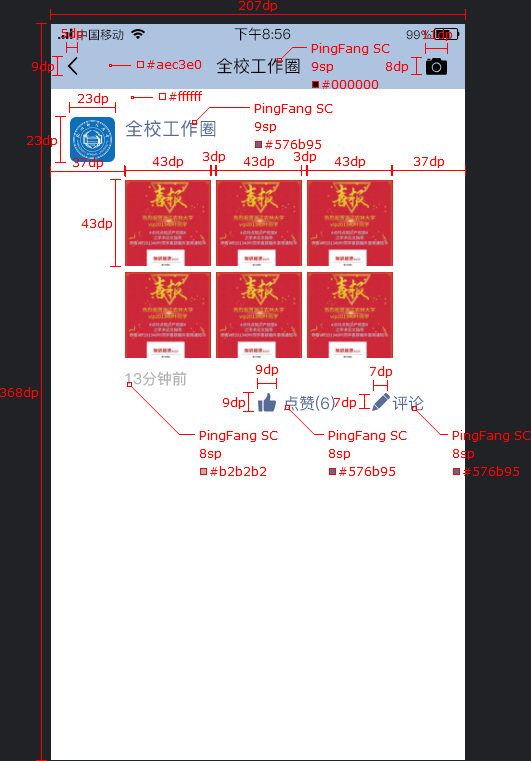 207dp
5dp
中国移动
下午8:56
99%
9dp
#aec3e0
全校工作圈
PingFang SC
9sp
#000000
8dp
23dp
#ffffff
全校工作圈
PingFang SC
9sp
#576b95
23dp
37dp
43dp
3dp
43dp
3dp
43dp
37dp
43dp
喜报
喜报
喜报
喜报
喜报
喜报
13分钟前
9dp
7dp
368dp
9dp
点赞(6)
7dp
评论
PingFang SC
8sp
#b2b2b2
PingFang SC
8sp
#576b95
PingFang SC
8sp
#576b95